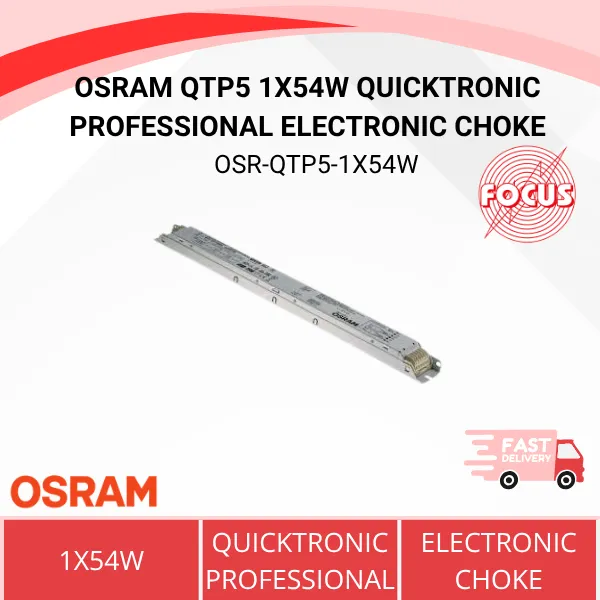 OSRAM QTP5 1X54W QUICKTRONIC
PROFESSIONAL ELECTRONIC CHOKE
OSR-QTP5-1X54W
FOCUS
OSRAM
FAST
DELIVERY
OSRAM
1X54W
QUICKTRONIC
PROFESSIONAL
ELECTRONIC
CHOKE